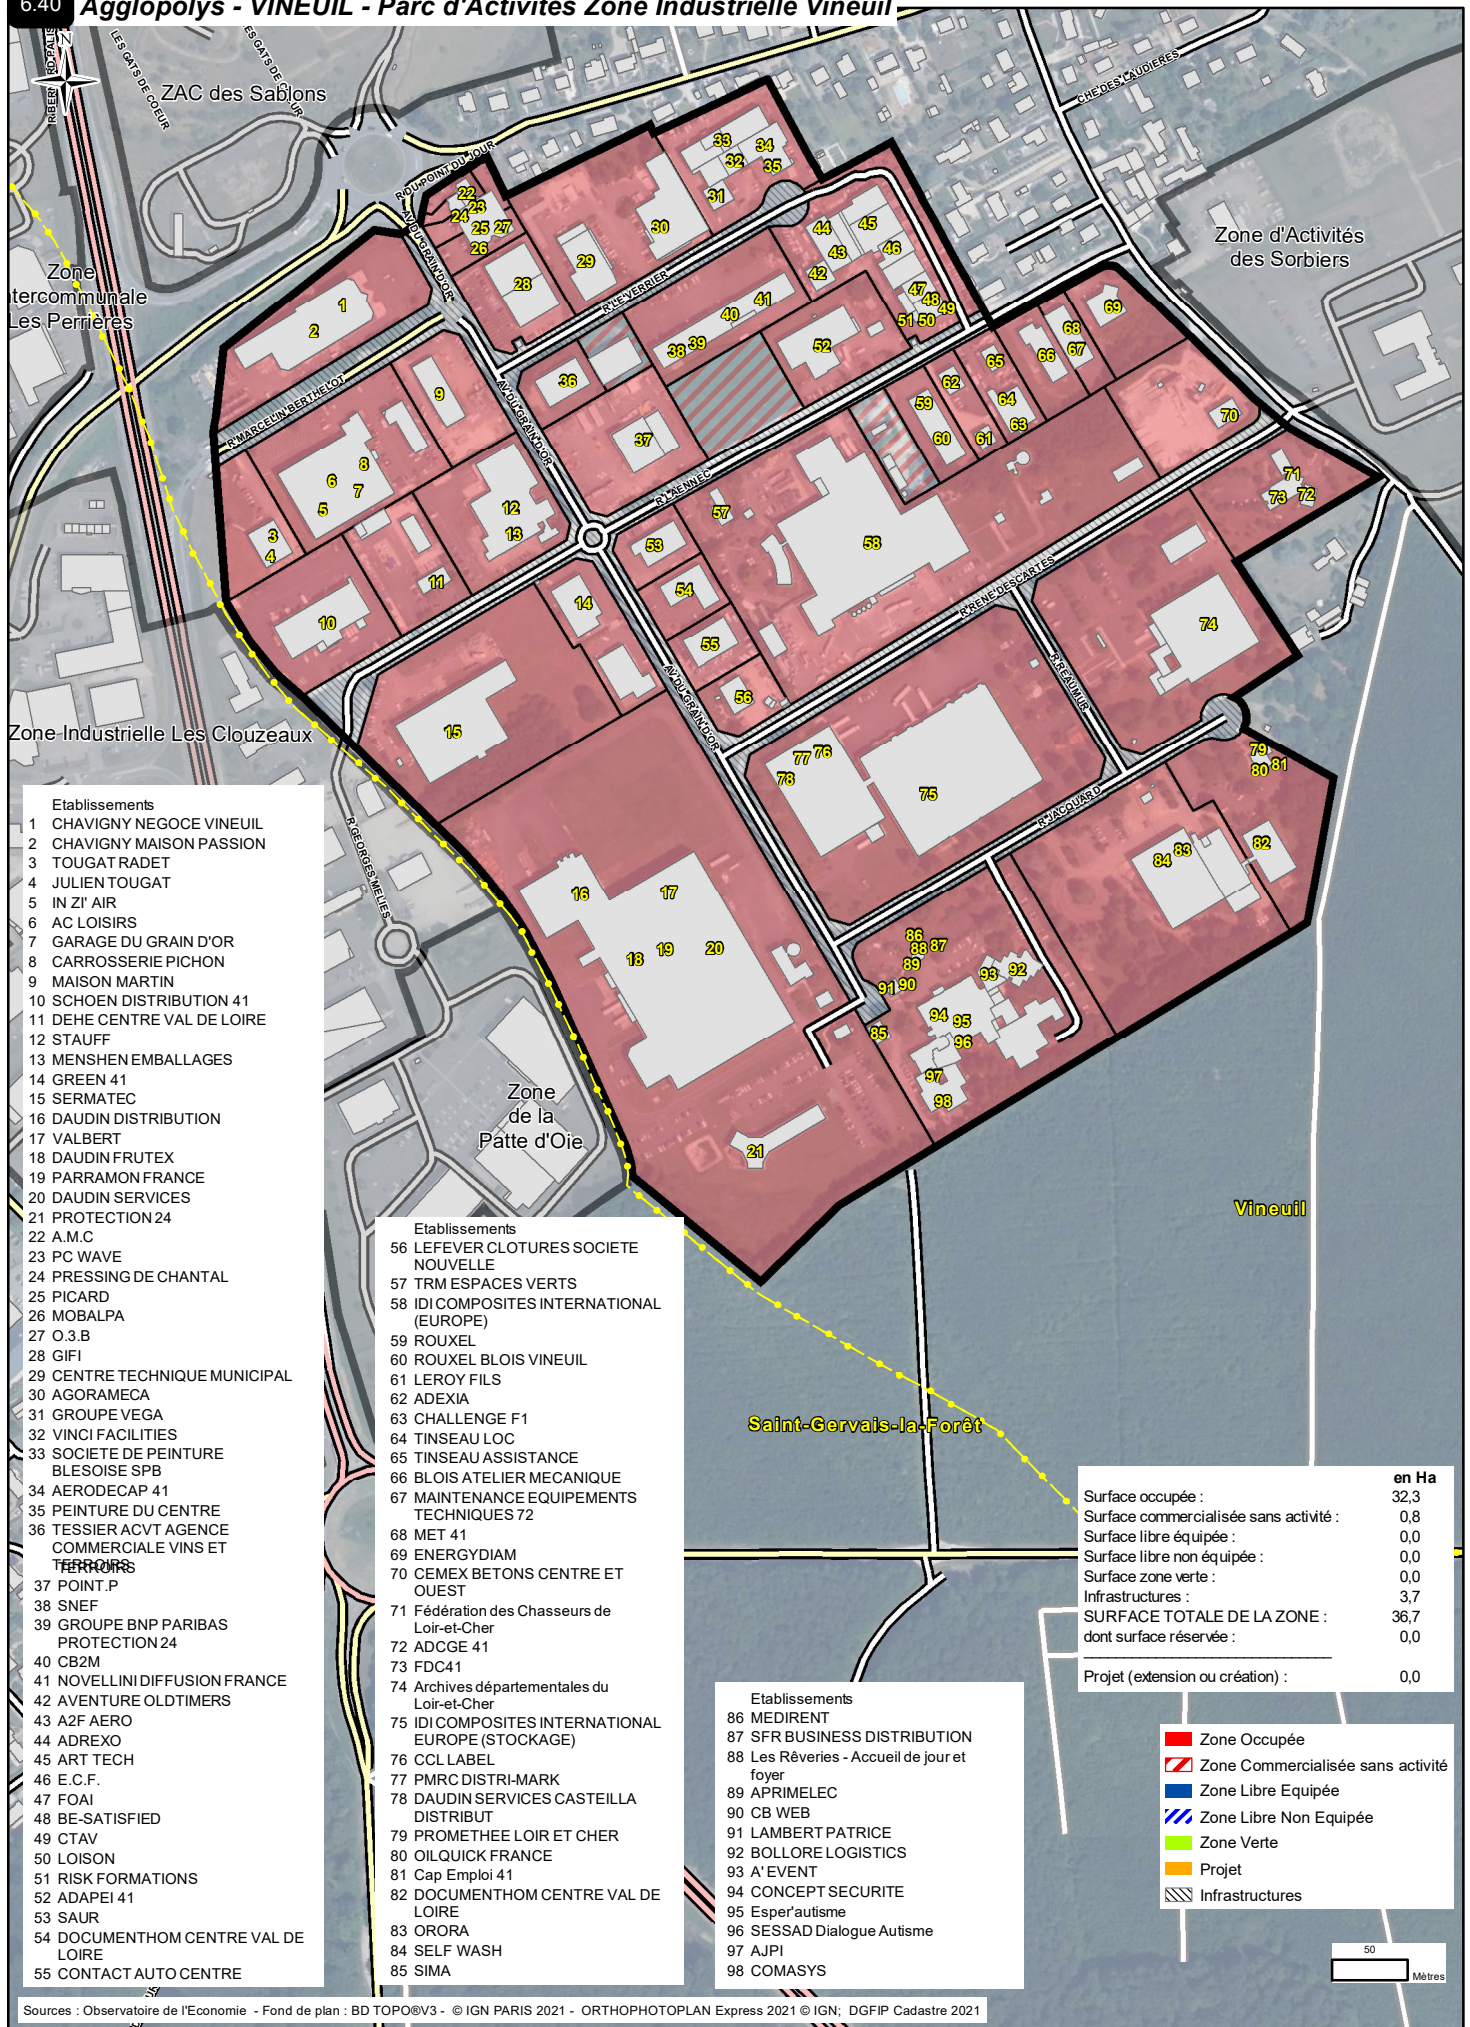 6.40 Agglopolys - VINEUIL - Parc d'Activités Zone Industrielle Vineuil
N
ZAC des Sablons
LES GATS DE COEUR
CHE DES LAUDIERES
R DU POINT DU JOUR
AV DU GRAIN D'OR
Zone d'Activités
des Sorbiers
Zone
Les Perrieres
R LE VERRIER
R MARCELIN BERTHELOT
AV DU GRAIN D'OR
R LAENNEC
R RENE DESCARTES
R REAUMUR
AV DU GRAIN D'OR
R JACQUARD
Zone Industrielle Les Clouzeaux
R GEORGES MELIES
Zone
de la
Patte d'Oie
Vineuil
Saint-Gervais-la-Forêt
Etablissements
1 CHAVIGNY NEGOCE VINEUIL
2 CHAVIGNY MAISON PASSION
3 TOUGAT RADET
4 JULIEN TOUGAT
5 IN ZI' AIR
6 AC LOISIRS
7 GARAGE DU GRAIN D'OR
8 CARROSSERIE PICHON
9 MAISON MARTIN
10 SCHOEN DISTRIBUTION 41
11 DEHE CENTRE VAL DE LOIRE
12 STAUFF
13 MENSHEN EMBALLAGES
14 GREEN 41
15 SERMATEC
16 DAUDIN DISTRIBUTION
17 VALBERT
18 DAUDIN FRUTEX
19 PARRAMON FRANCE
20 DAUDIN SERVICES
21 PROTECTION 24
22 A.M.C
23 PC WAVE
24 PRESSING DE CHANTAL
25 PICARD
26 MOBALPA
27 O.3.B
28 GIFI
29 CENTRE TECHNIQUE MUNICIPAL
30 AGORAMECA
31 GROUPE VEGA
32 VINCI FACILITIES
33 SOCIETE DE PEINTURE
BLESOISE SPB
34 AERODECAP 41
35 PEINTURE DU CENTRE
36 TESSIER ACVT AGENCE
COMMERCIALE VINS ET
TERROIRS
37 POINT.P
38 SNEF
39 GROUPE BNP PARIBAS
PROTECTION 24
40 CB2M
41 NOVELLINI DIFFUSION FRANCE
42 AVENTURE OLDTIMERS
43 A2F AERO
44 ADREXO
45 ART TECH
46 E.C.F.
47 FOAI
48 BE-SATISFIED
49 CTAV
50 LOISON
51 RISK FORMATIONS
52 ADAPEI 41
53 SAUR
54 DOCUMENTHOM CENTRE VAL DE
LOIRE
55 CONTACT AUTO CENTRE
Etablissements
56 LEFEVER CLOTURES SOCIETE
NOUVELLE
57 TRM ESPACES VERTS
58 IDI COMPOSITES INTERNATIONAL
(EUROPE)
59 ROUXEL
60 ROUXEL BLOIS VINEUIL
61 LEROY FILS
62 ADEXIA
63 CHALLENGE F1
64 TINSEAU LOC
65 TINSEAU ASSISTANCE
66 BLOIS ATELIER MECANIQUE
67 MAINTENANCE EQUIPEMENTS
TECHNIQUES 72
68 MET 41
69 ENERGYDIAM
70 CEMEX BETONS CENTRE ET
OUEST
71 Fédération des Chasseurs de
Loir-et-Cher
72 ADCGE 41
73 FDC41
74 Archives départementales du
Loir-et-Cher
75 IDI COMPOSITES INTERNATIONAL
EUROPE (STOCKAGE)
76 CCL LABEL
77 PMRC DISTRI-MARK
78 DAUDIN SERVICES CASTEILLA
DISTRIBUT
79 PROMETHEE LOIR ET CHER
80 OILQUICK FRANCE
81 Cap Emploi 41
82 DOCUMENTHOM CENTRE VAL DE
LOIRE
83 ORORA
84 SELF WASH
85 SIMA
Etablissements
86 MEDIRENT
87 SFR BUSINESS DISTRIBUTION
88 Les Rêveries - Accueil de jour et
foyer
89 APRIMELEC
90 CB WEB
91 LAMBERT PATRICE
92 BOLLORE LOGISTICS
93 A' EVENT
94 CONCEPT SECURITE
95 Esper'autisme
96 SESSAD Dialogue Autisme
97 AJPI
98 COMASYS
en Ha
Surface occupée : 32,3
Surface commercialisée sans activité : 0,8
Surface libre équipée : 0,0
Surface libre non équipée : 0,0
Surface zone verte : 0,0
Infrastructures : 3,7
SURFACE TOTALE DE LA ZONE : 36,7
dont surface réservée : 0,0
Projet (extension ou création) : 0,0
Zone Occupée
Zone Commercialisée sans activité
Zone Libre Equipée
Zone Libre Non Equipée
Zone Verte
Projet
Infrastructures
50
Mètres
Sources : Observatoire de l'Economie - Fond de plan : BD TOPO®V3 - © IGN PARIS 2021 - ORTHOPHOTOPLAN Express 2021 © IGN; DGFIP Cadastre 2021